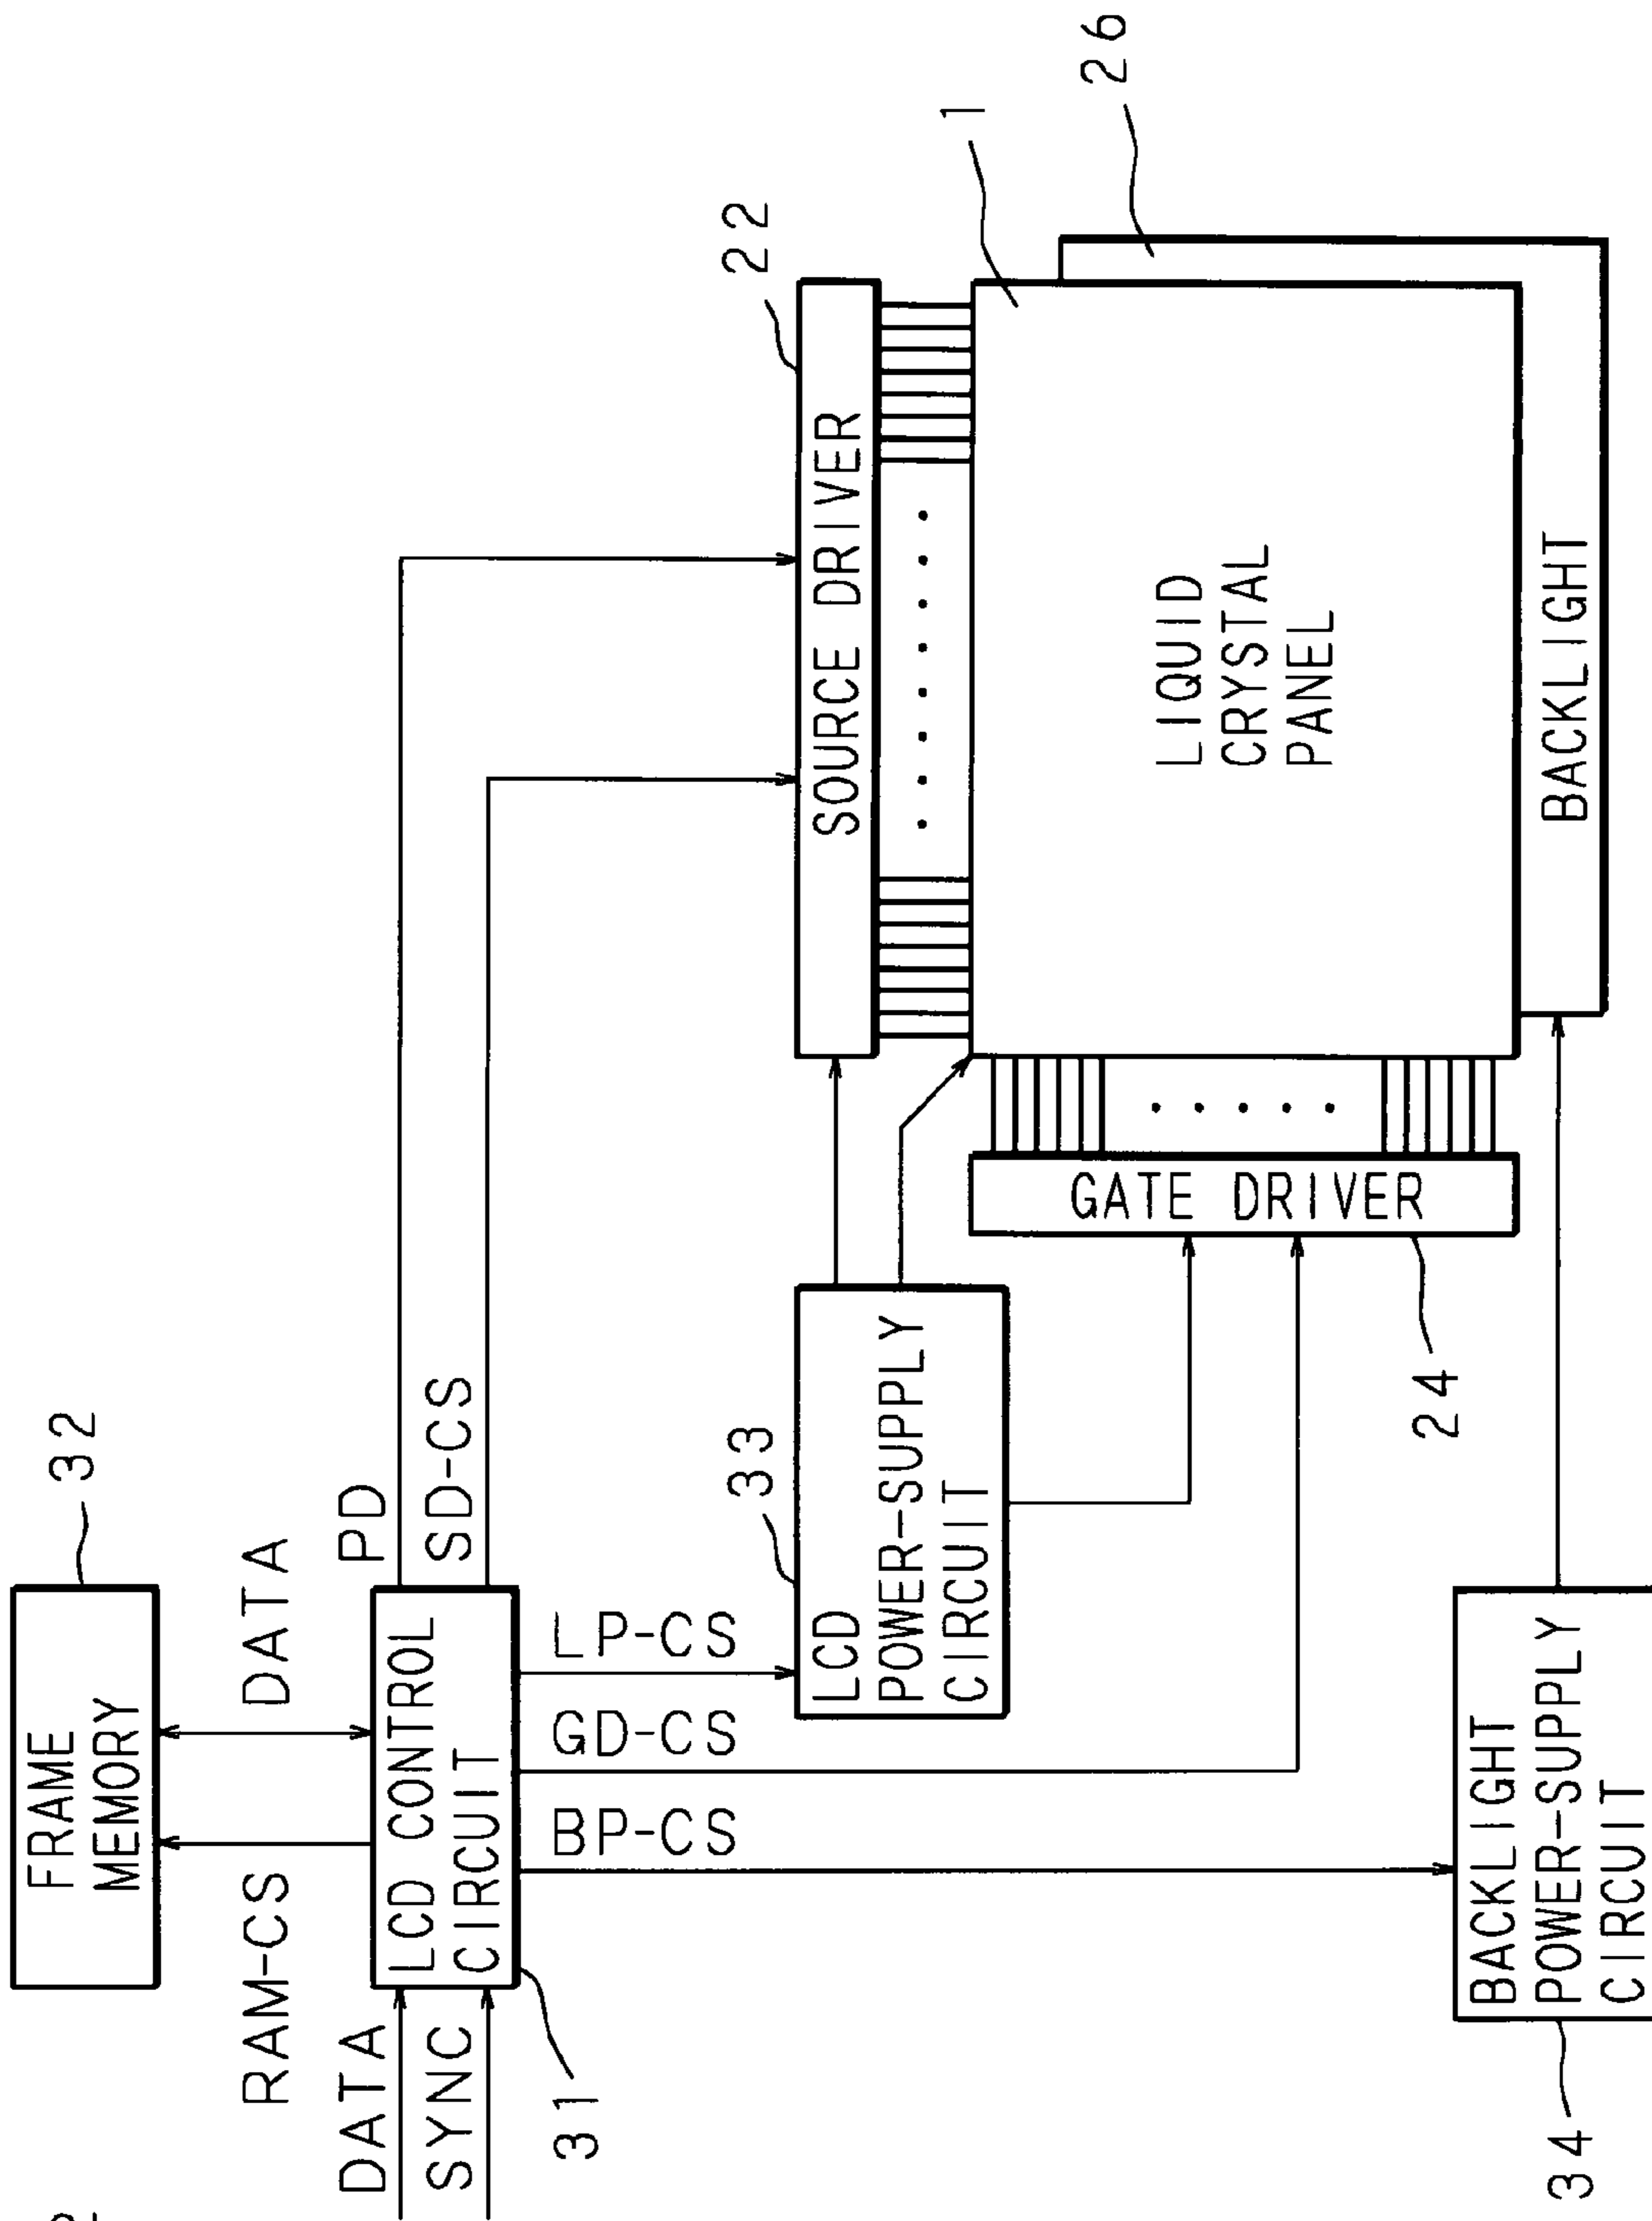 32
FRAME
MEMORY
RAM-CS
DATA
DATA
SYNC
LCD CONTROL
CIRCUIT
31
PD
SD-CS
BP-CS
GD-CS
LP-CS
33
LCD
POWER-SUPPLY
CIRCUIT
22
SOURCE DRIVER
1
26
LIQUID
CRYSTAL
PANEL
GATE DRIVER
24
BACKLIGHT
BACKLIGHT
POWER-SUPPLY
CIRCUIT
34